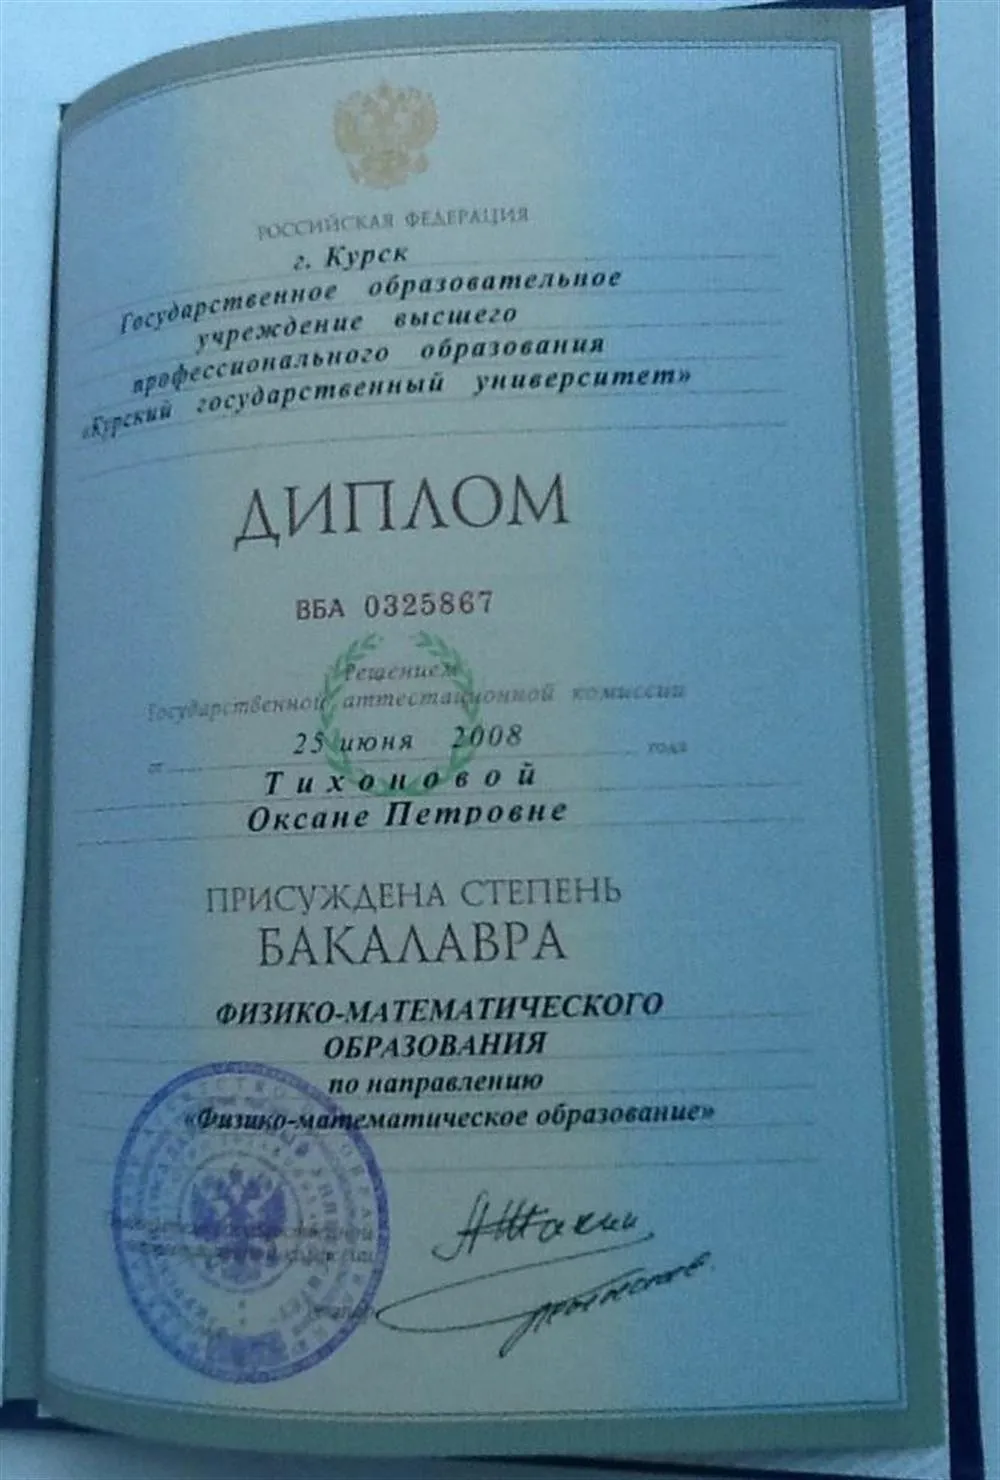 РОССИЙСКАЯ ФЕДЕРАЦИЯ
г. Курск
Государственное образовательное
учреждение высшего
профессионального образования
«Курский государственный университет»
ДИПЛОМ
ВБА 0325867
Решением
Государственной аттестационной комиссии
от 25 июня 2008 года
Тихоновой
Оксане Петровне
ПРИСУЖДЕНА СТЕПЕНЬ
БАКАЛАВРА
ФИЗИКО-МАТЕМАТИЧЕСКОГО
ОБРАЗОВАНИЯ
по направлению
«Физико-математическое образование»